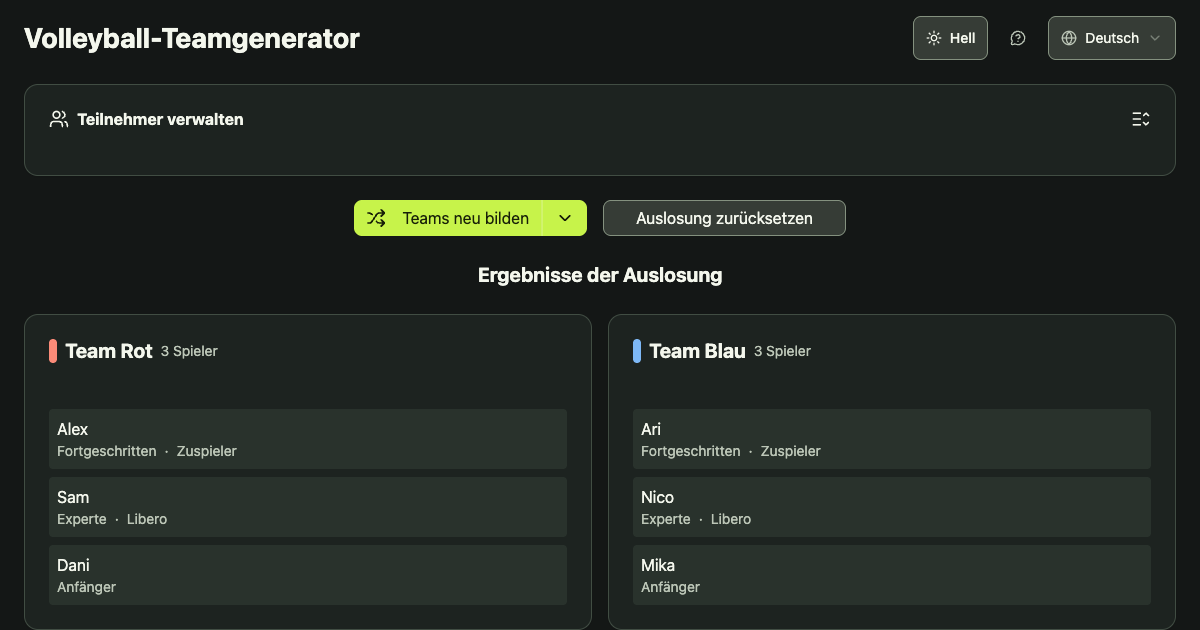 Volleyball-Teamgenerator
Hell
Deutsch
Teilnehmer verwalten
Teams neu bilden
Auslosung zurücksetzen
Ergebnisse der Auslosung
Team Rot 3 Spieler
Alex
Fortgeschritten · Zuspieler
Sam
Experte · Libero
Dani
Anfänger
Team Blau 3 Spieler
Ari
Fortgeschritten · Zuspieler
Nico
Experte · Libero
Mika
Anfänger